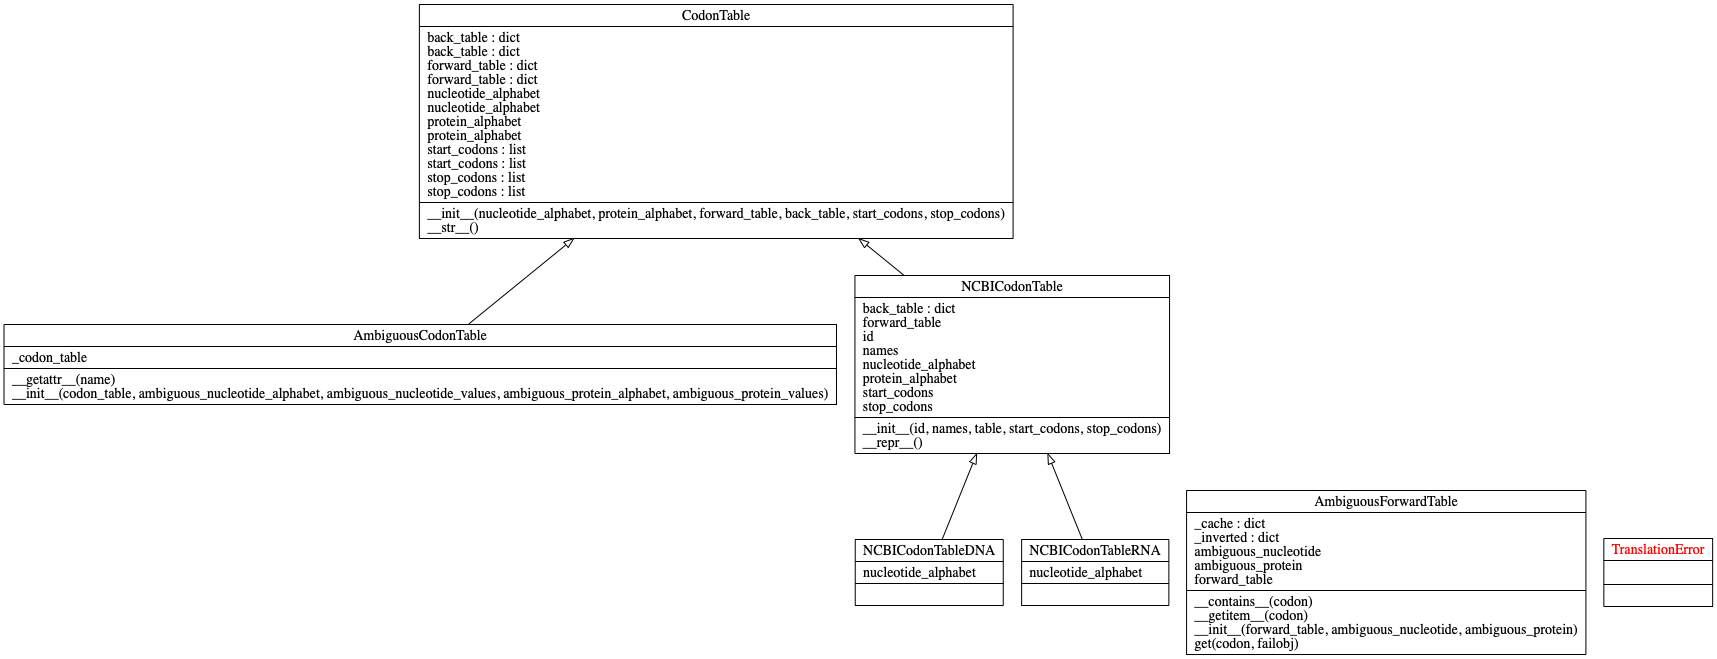 CodonTable
back_table : dict
back_table : dict
forward_table : dict
forward_table : dict
nucleotide_alphabet
nucleotide_alphabet
protein_alphabet
protein_alphabet
start_codons : list
start_codons : list
stop_codons : list
stop_codons : list
__init__(nucleotide_alphabet, protein_alphabet, forward_table, back_table, start_codons, stop_codons)
__str__()
AmbiguousCodonTable
_codon_table
__getattr__(name)
__init__(codon_table, ambiguous_nucleotide_alphabet, ambiguous_nucleotide_values, ambiguous_protein_alphabet, ambiguous_protein_values)
NCBICodonTable
back_table : dict
forward_table
id
names
nucleotide_alphabet
protein_alphabet
start_codons
stop_codons
__init__(id, names, table, start_codons, stop_codons)
__repr__()
NCBICodonTableDNA
nucleotide_alphabet
NCBICodonTableRNA
nucleotide_alphabet
AmbiguousForwardTable
_cache : dict
_inverted : dict
ambiguous_nucleotide
ambiguous_protein
forward_table
__contains__(codon)
__getitem__(codon)
__init__(forward_table, ambiguous_nucleotide, ambiguous_protein)
get(codon, failobj)
TranslationError